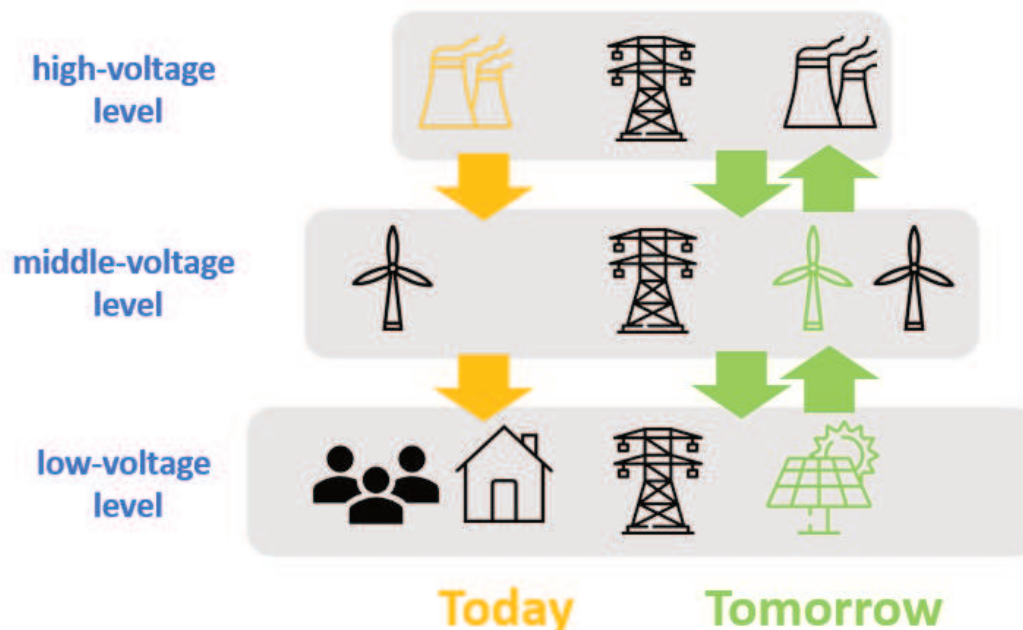 high-voltage
level
middle-voltage
level
low-voltage
level
Today
Tomorrow